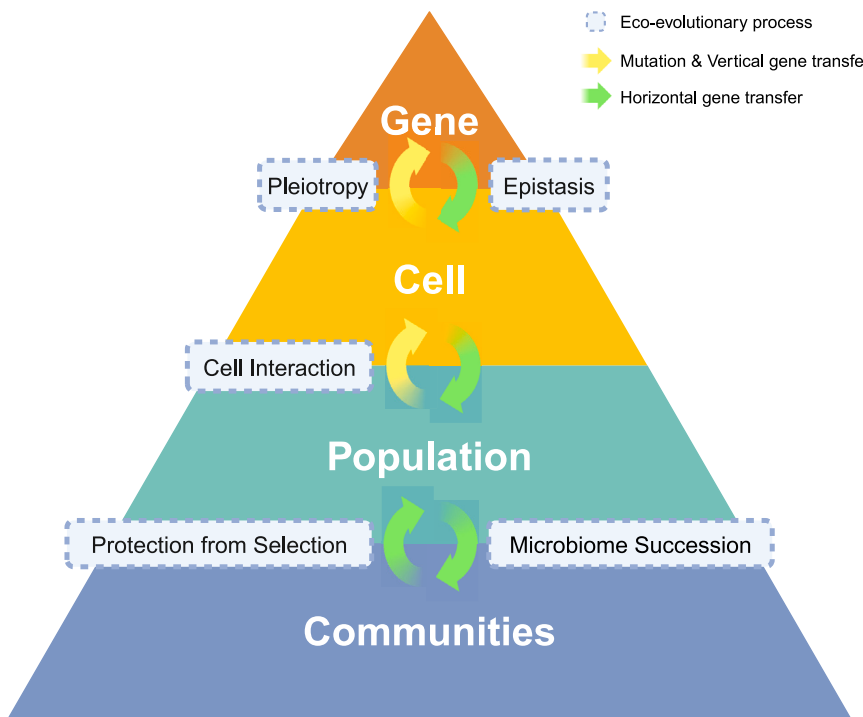 Eco-evolutionary process
Mutation & Vertical gene transfe
Horizontal gene transfer
Gene
Pleiotropy
Epistasis
Cell
Cell Interaction
Population
Protection from Selection
Microbiome Succession
Communities